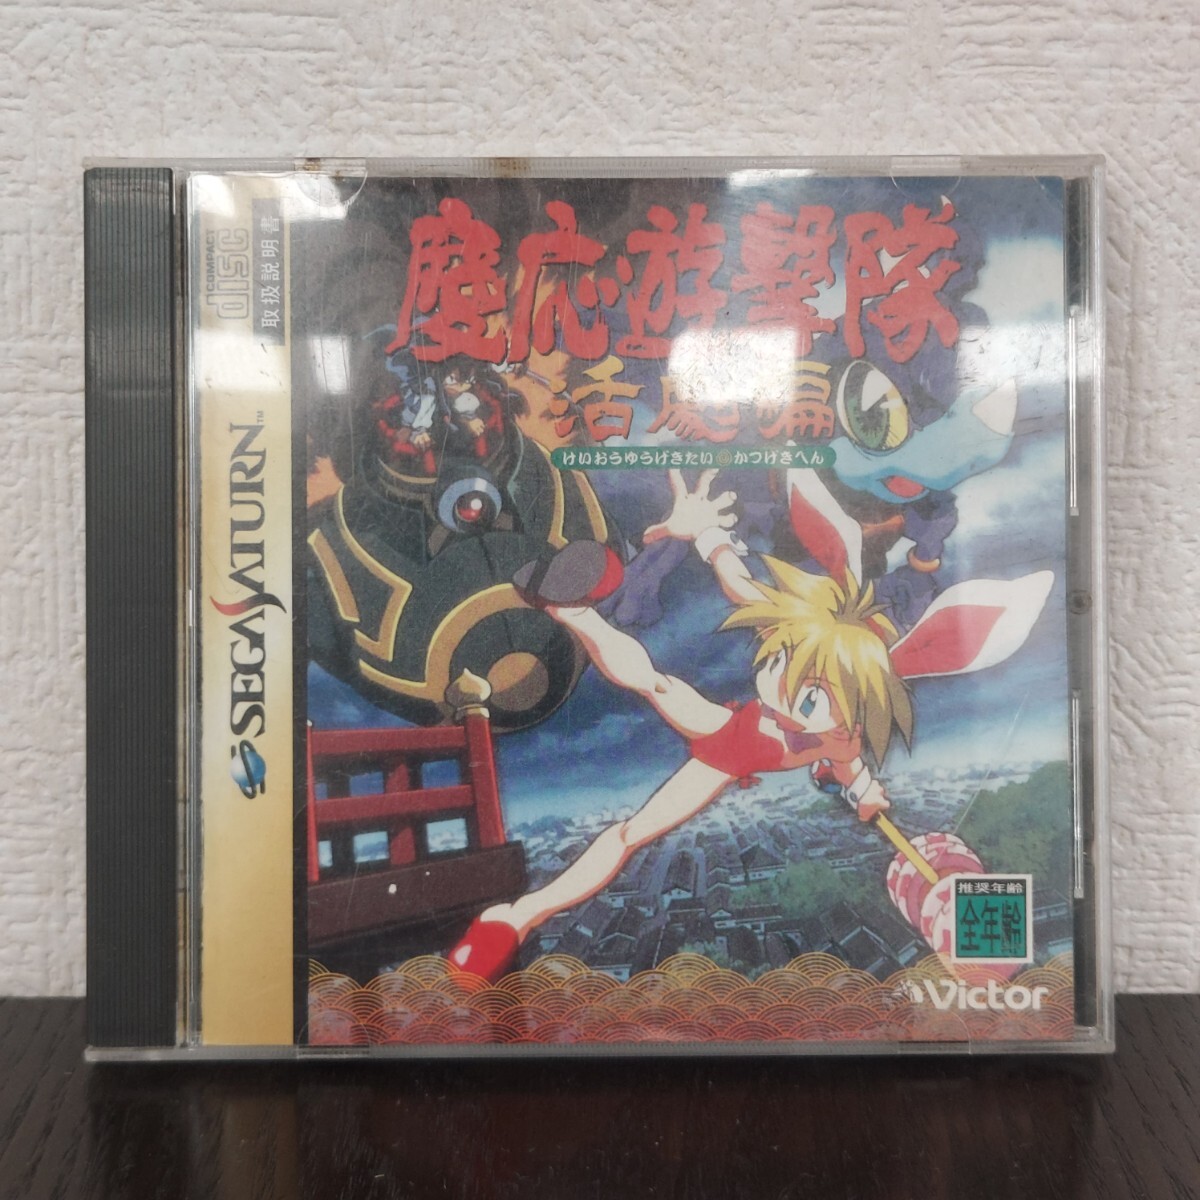 慶応遊撃隊
活劇編
けいおうゆうげきたい かつげきへん
COMPACT
disc
取扱説明書
SEGA SATURN™
推奨年齢
全年齢
Victor